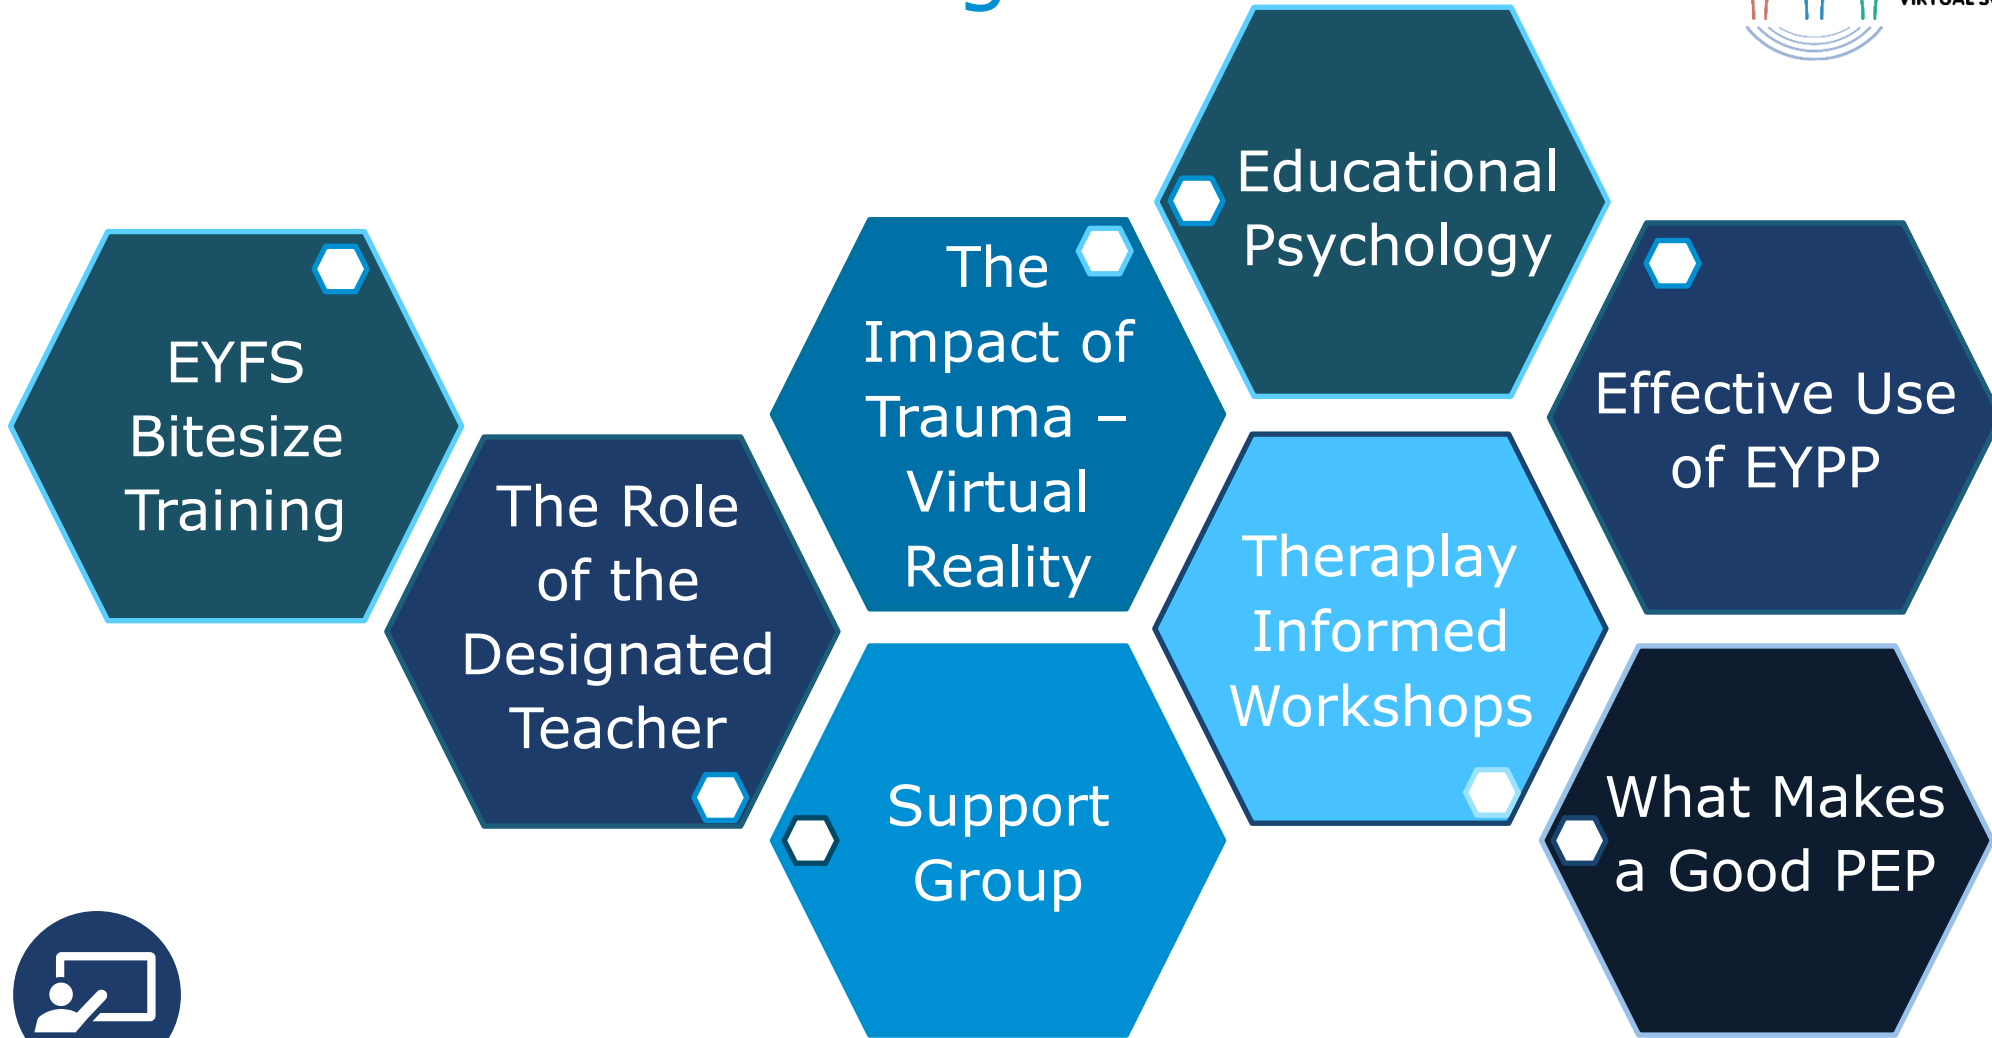 EYFS
Bitesize
Training
The Role
of the
Designated
Teacher
The
Impact of
Trauma –
Virtual
Reality
Support
Group
Educational
Psychology
Theraplay
Informed
Workshops
Effective Use
of EYPP
What Makes
a Good PEP